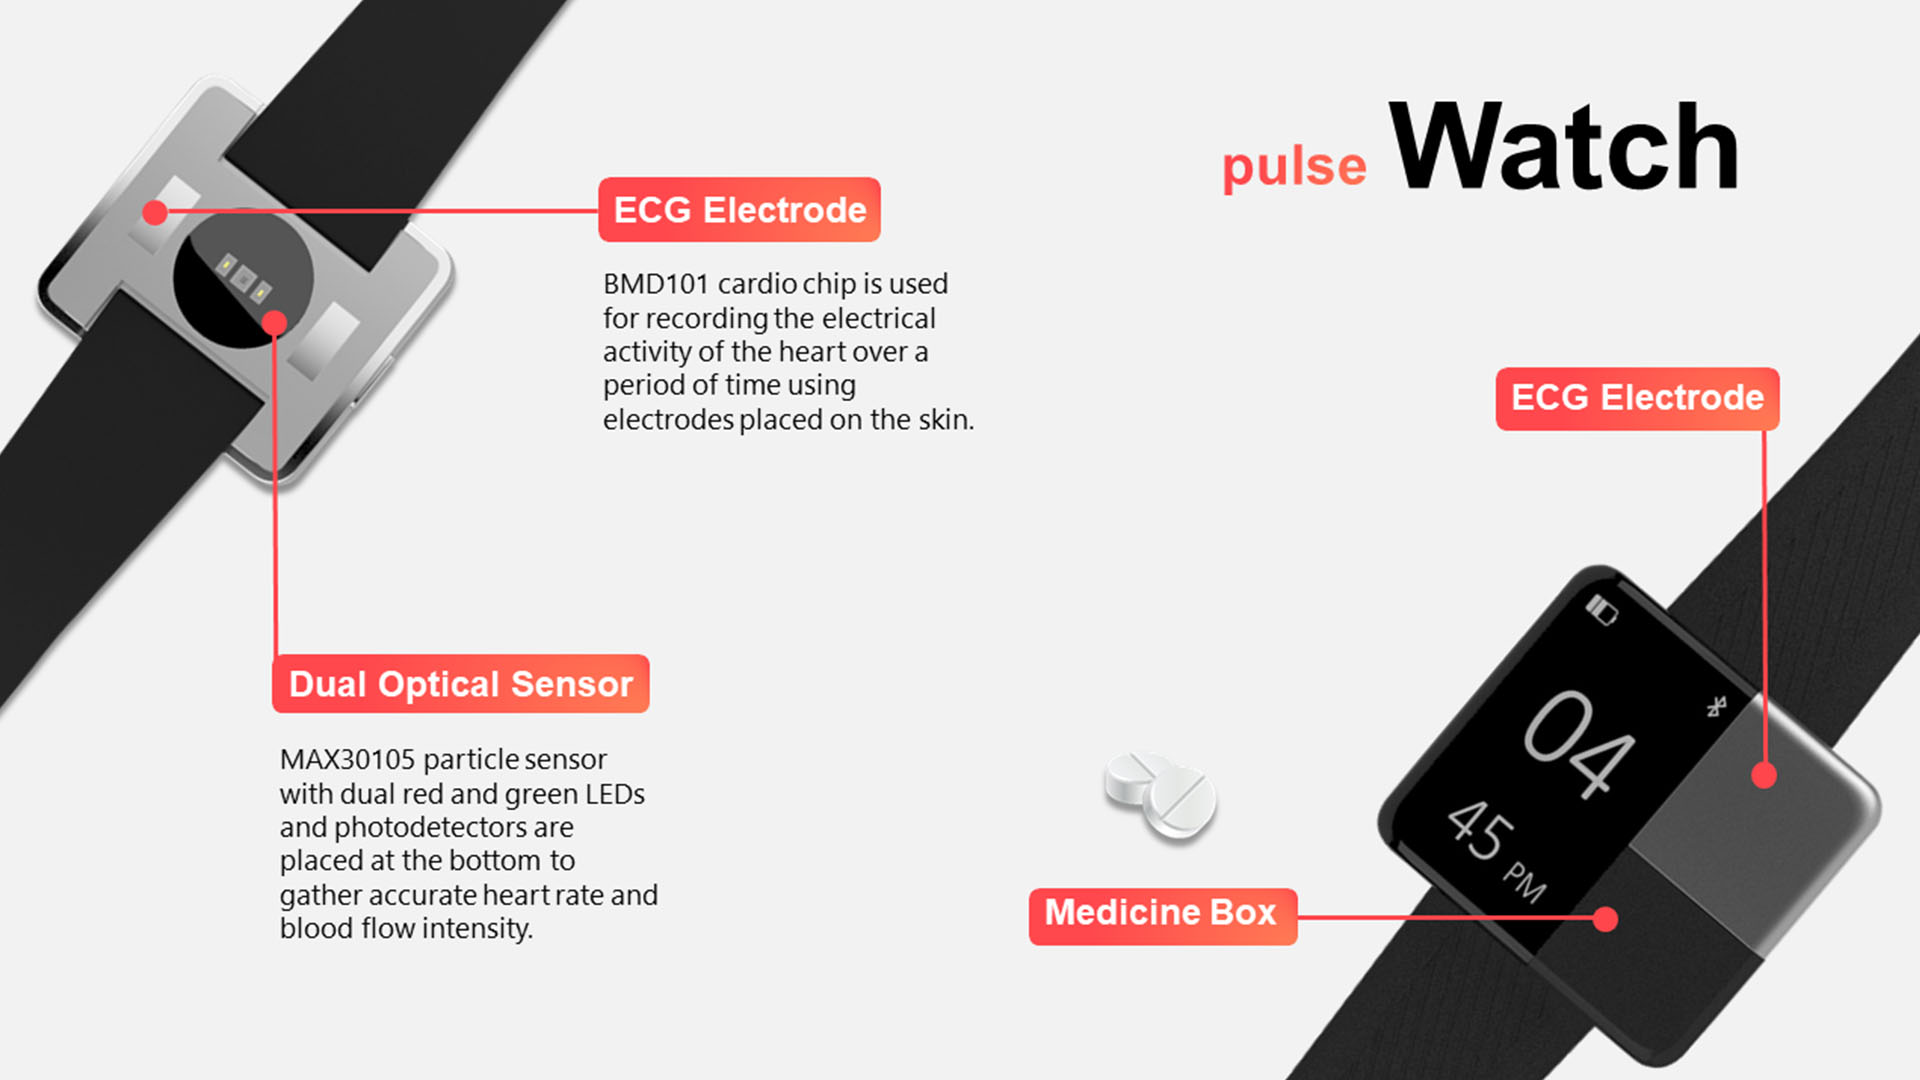 pulse Watch
ECG Electrode
BMD101 cardio chip is used
for recording the electrical
activity of the heart over a
period of time using
electrodes placed on the skin.
ECG Electrode
Dual Optical Sensor
MAX30105 particle sensor
with dual red and green LEDs
and photodetectors are
placed at the bottom to
gather accurate heart rate and
blood flow intensity.
04
45 PM
Medicine Box